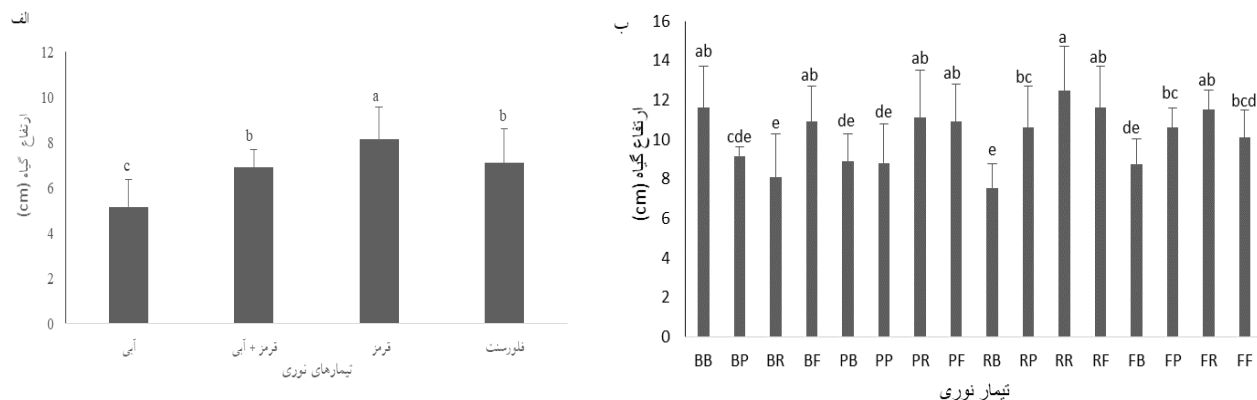 الف
12
10
8
6
4
2
0
ارتفاع گیاه (cm)
c
b
a
b
آبی
قرمز + آبی
قرمز
فلورسنت
تیمارهای نوری
ب
16
14
12
10
8
6
4
2
0
ارتفاع گیاه (cm)
ab
cde
e
ab
de
de
ab
ab
e
bc
a
ab
de
bc
ab
bcd
BB BP BR BF PB PP PR PF RB RP RR RF FB FP FR FF
تیمار نوری